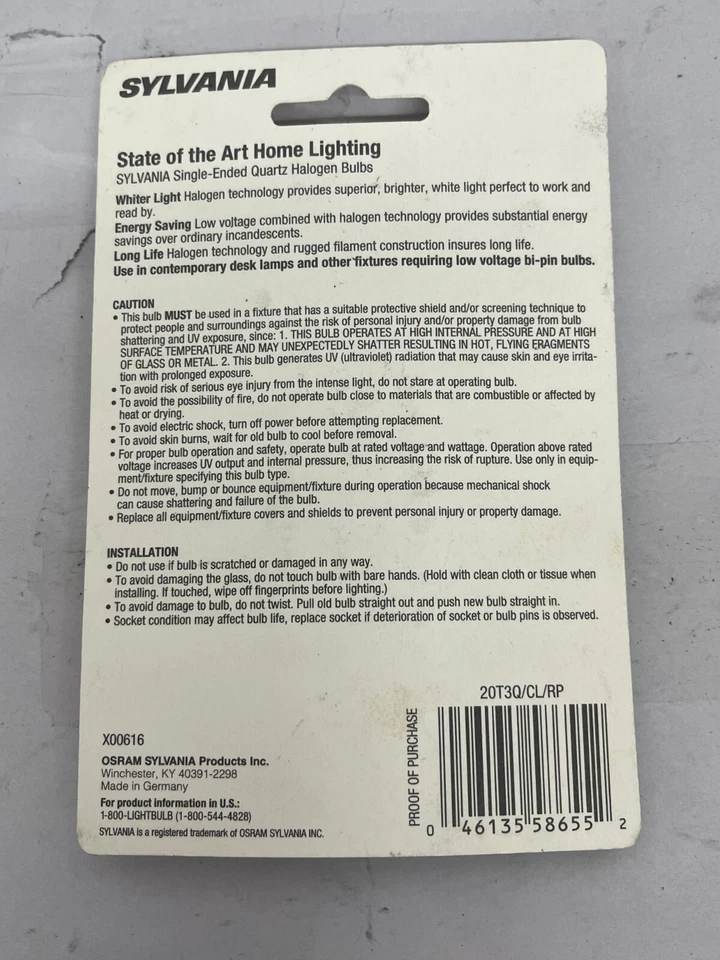 SYLVANIA
State of the Art Home Lighting
SYLVANIA Single-Ended Quartz Halogen Bulbs
Whiter Light Halogen technology provides superior, brighter, white light perfect to work and
read by.
Energy Saving Low voltage combined with halogen technology provides substantial energy
savings over ordinary incandescents.
Long Life Halogen technology and rugged filament construction insures long life.
Use in contemporary desk lamps and other fixtures requiring low voltage bi-pin bulbs.
CAUTION
• This bulb MUST be used in a fixture that has a suitable protective shield and/or screening technique to
protect people and surroundings against the risk of personal injury and/or property damage from bulb
shattering and UV exposure, since: 1. THIS BULB OPERATES AT HIGH INTERNAL PRESSURE AND AT HIGH
SURFACE TEMPERATURE AND MAY UNEXPECTEDLY SHATTER RESULTING IN HOT, FLYING FRAGMENTS
OF GLASS OR METAL. 2. This bulb generates UV (ultraviolet) radiation that may cause skin and eye irrita-
tion with prolonged exposure.
• To avoid risk of serious eye injury from the intense light, do not stare at operating bulb.
• To avoid the possibility of fire, do not operate bulb close to materials that are combustible or affected by
heat or drying.
• To avoid electric shock, turn off power before attempting replacement.
• To avoid skin burns, wait for old bulb to cool before removal.
• For proper bulb operation and safety, operate bulb at rated voltage and wattage. Operation above rated
voltage increases UV output and internal pressure, thus increasing the risk of rupture. Use only in equip-
ment/fixture specifying this bulb type.
• Do not move, bump or bounce equipment/fixture during operation because mechanical shock
can cause shattering and failure of the bulb.
• Replace all equipment/fixture covers and shields to prevent personal injury or property damage.
INSTALLATION
• Do not use if bulb is scratched or damaged in any way.
• To avoid damaging the glass, do not touch bulb with bare hands. (Hold with clean cloth or tissue when
installing. If touched, wipe off fingerprints before lighting.)
• To avoid damage to bulb, do not twist. Pull old bulb straight out and push new bulb straight in.
• Socket condition may affect bulb life, replace socket if deterioration of socket or bulb pins is observed.
X00616
OSRAM SYLVANIA Products Inc.
Winchester, KY 40391-2298
Made in Germany
For product information in U.S.:
1-800-LIGHTBULB (1-800-544-4828)
SYLVANIA is a registered trademark of OSRAM SYLVANIA INC.
PROOF OF PURCHASE
20T3Q/CL/RP
0 46135 58655 2